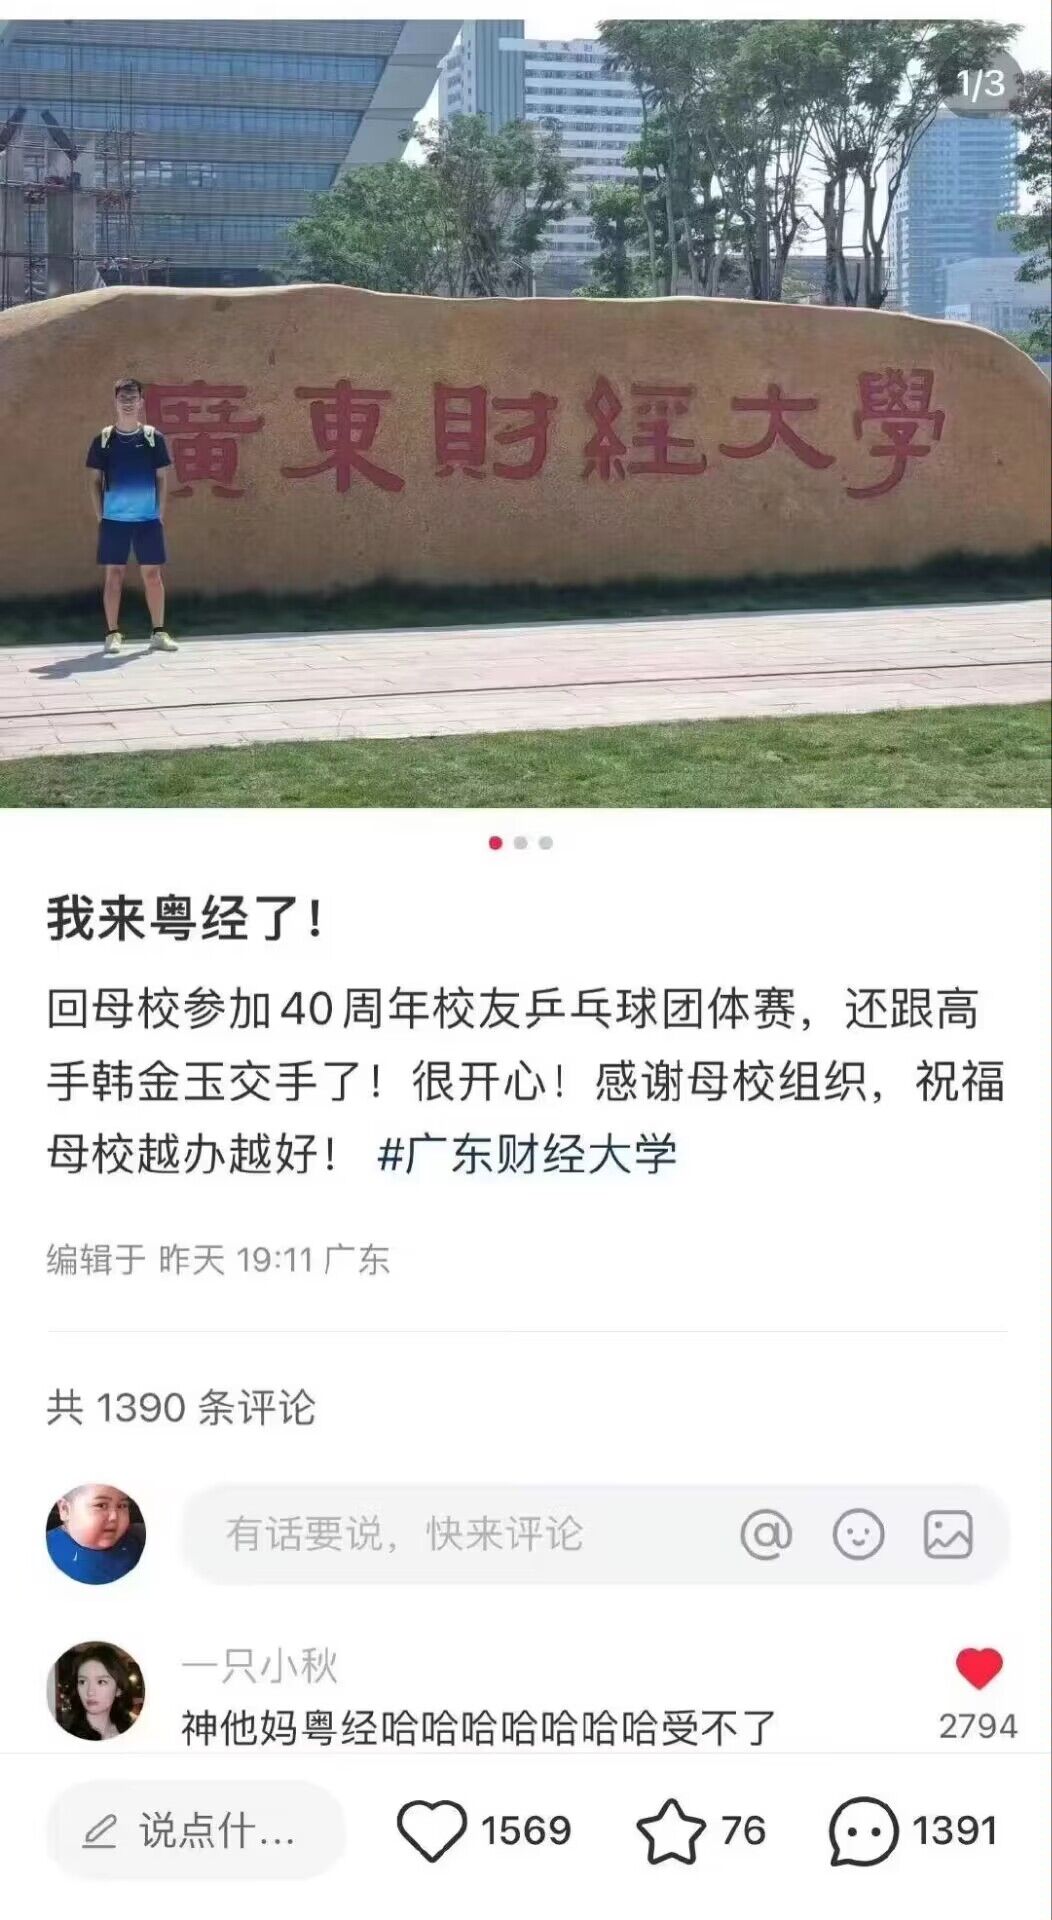 1/3
廣東財經大學
我来粤经了！
回母校参加40周年校友乒乓球团体赛，还跟高
手韩金玉交手了！很开心！感谢母校组织，祝福
母校越办越好！ #广东财经大学
编辑于 昨天 19:11 广东
共 1390 条评论
有话要说，快来评论
一只小秋
神他妈粤经哈哈哈哈哈哈哈受不了
2794
说点什...
1569
76
1391